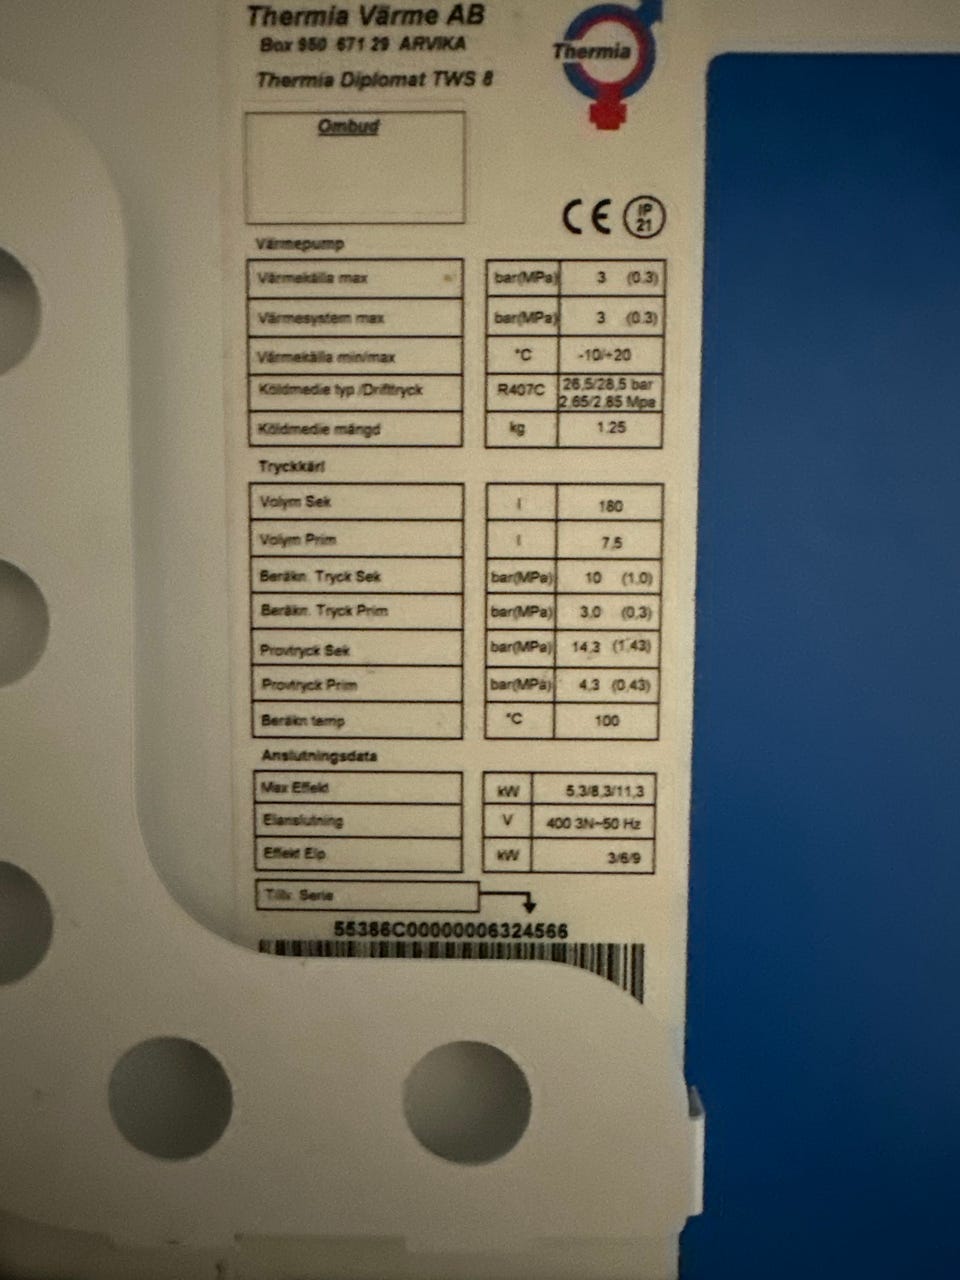 Thermia Värme AB
Box 950 671 29 ARVIKA
Thermia Diplomat TWS 8
Thermia
Ombud
CE IP 21
Värmepump
Värmekälla max bar(MPa) 3 (0.3)
Värmesystem max bar(MPa) 3 (0.3)
Värmekälla min/max °C -10/+20
Köldmedie typ /Drifttryck R407C 26,5/28,5 bar
2,65/2,85 Mpa
Köldmedie mängd kg 1.25
Tryckkärl
Volym Sek l 180
Volym Prim l 7,5
Beräkn. Tryck Sek bar(MPa) 10 (1,0)
Beräkn. Tryck Prim bar(MPa) 3,0 (0,3)
Provtryck Sek bar(MPa) 14,3 (1,43)
Provtryck Prim bar(MPa) 4,3 (0,43)
Beräkn temp °C 100
Anslutningsdata
Max Effekt kW 5,3/8,3/11,3
Elanslutning V 400 3N~50 Hz
Effekt Elp kW 3/6/9
Tillv. Serie
55386C00000006324566